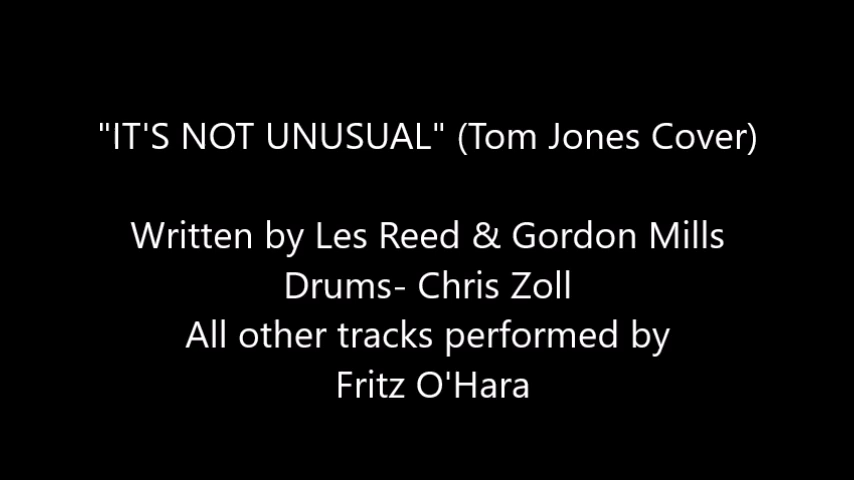 "IT'S NOT UNUSUAL" (Tom Jones Cover)
Written by Les Reed & Gordon Mills
Drums- Chris Zoll
All other tracks performed by
Fritz O'Hara